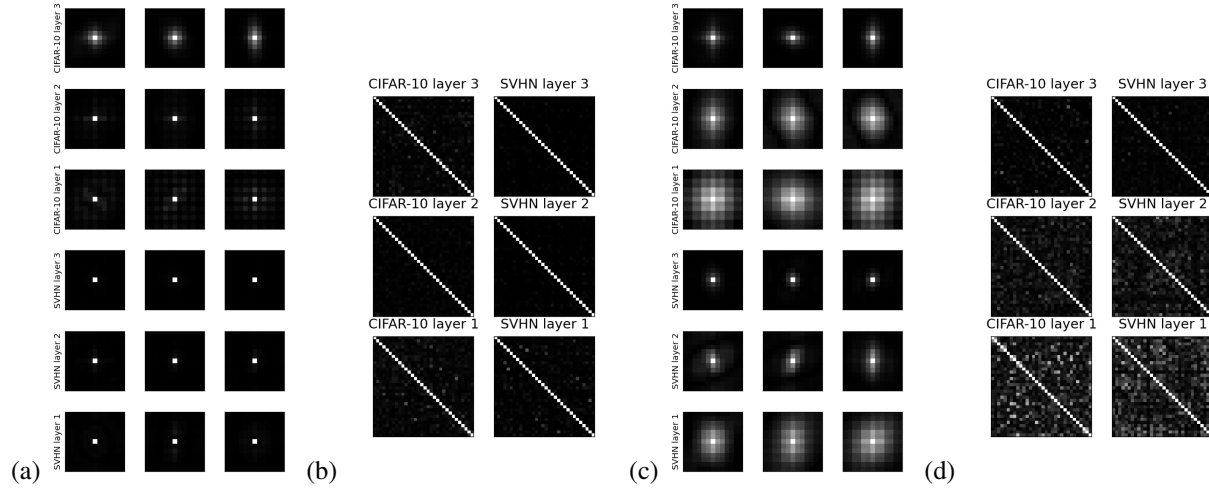 CIFAR-10 layer 3
CIFAR-10 layer 2
CIFAR-10 layer 1
SVHN layer 3
SVHN layer 2
SVHN layer 1
(a)
CIFAR-10 layer 3 SVHN layer 3
CIFAR-10 layer 2 SVHN layer 2
CIFAR-10 layer 1 SVHN layer 1
(b)
CIFAR-10 layer 3
CIFAR-10 layer 2
CIFAR-10 layer 1
SVHN layer 3
SVHN layer 2
SVHN layer 1
(c)
CIFAR-10 layer 3 SVHN layer 3
CIFAR-10 layer 2 SVHN layer 2
CIFAR-10 layer 1 SVHN layer 1
(d)